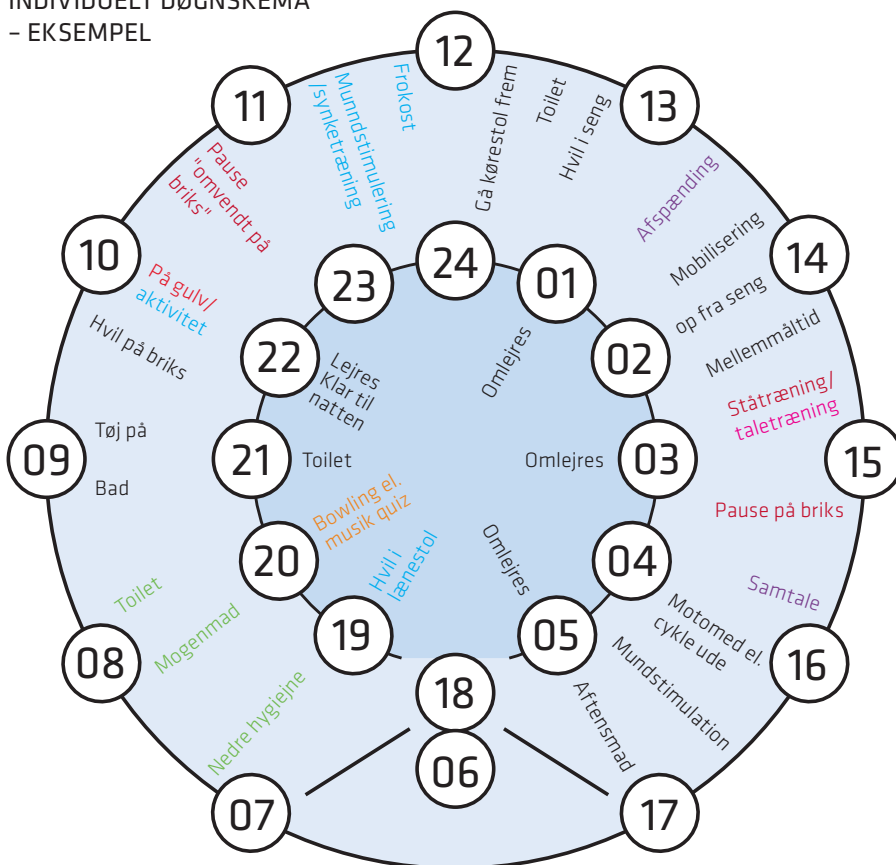 INDIVIDUELT DØGNSKEMA
– EKSEMPEL
12
13
14
15
16
17
18
06
07
08
09
10
11
24
01
02
03
04
05
19
20
21
22
23
Gå kørestol frem
Toilet
Hvil i seng
Afspænding
Mobilisering
op fra seng
Mellemmåltid
Ståtræning/
taletræning
Pause på briks
Samtale
Motomed el.
cykle ude
Mundstimulation
Aftensmad
Nedre hygiejne
Mogenmad
Toilet
Bad
Tøj på
Hvil på briks
På gulv/
aktivitet
Pause
"omvendt på
briks"
Munndstimulering
/synketræning
Frokost
Omlejres
Omlejres
Omlejres
Hvil i
lænestol
Bowling el.
musik quiz
Toilet
Lejres
Klar til
natten